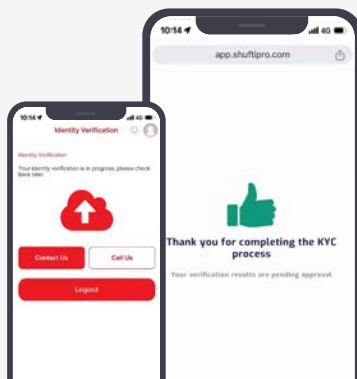 10:14
4G
app.shuftipro.com
Thank you for completing the KYC
process
Your verification results are pending approval
10:14
4G
Identity Verification
Identity Verification
Your identity verification is in progress, please check
back later.
Contact Us
Call Us
Logout